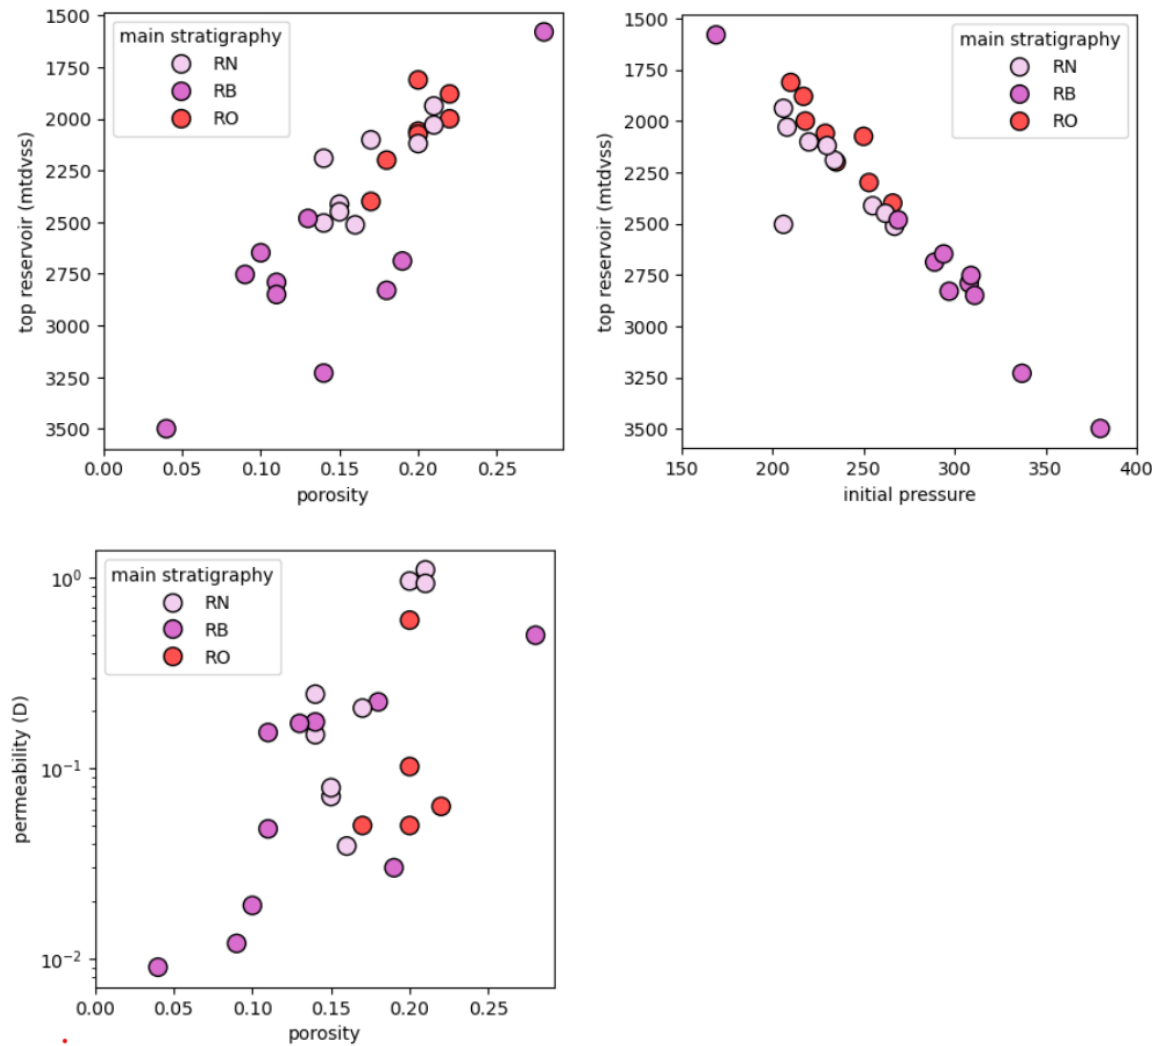 main stratigraphy
RN
RB
RO
1500
1750
2000
2250
2500
2750
3000
3250
3500
top reservoir (mtdvss)
0.00 0.05 0.10 0.15 0.20 0.25
porosity
main stratigraphy
RN
RB
RO
1500
1750
2000
2250
2500
2750
3000
3250
3500
top reservoir (mtdvss)
150 200 250 300 350 400
initial pressure
main stratigraphy
RN
RB
RO
10⁰
10⁻¹
10⁻²
permeability (D)
0.00 0.05 0.10 0.15 0.20 0.25
porosity